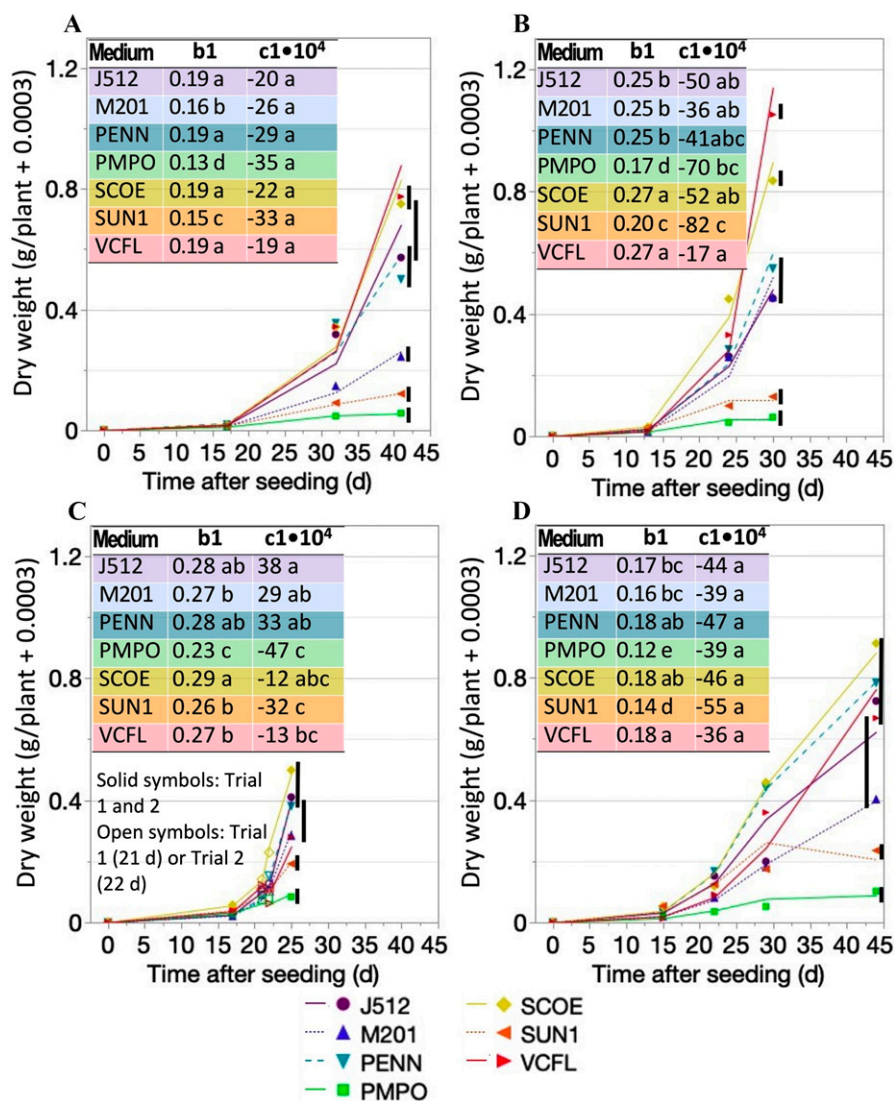 A
Medium b1 c1•10⁴
J512 0.19 a -20 a
M201 0.16 b -26 a
PENN 0.19 a -29 a
PMPO 0.13 d -35 a
SCOE 0.19 a -22 a
SUN1 0.15 c -33 a
VCFL 0.19 a -19 a
1.2
0.8
0.4
0
Dry weight (g/plant + 0.0003)
0 5 10 15 20 25 30 35 40 45
Time after seeding (d)
B
Medium b1 c1•10⁴
J512 0.25 b -50 ab
M201 0.25 b -36 ab
PENN 0.25 b -41abc
PMPO 0.17 d -70 bc
SCOE 0.27 a -52 ab
SUN1 0.20 c -82 c
VCFL 0.27 a -17 a
1.2
0.8
0.4
0
Dry weight (g/plant + 0.0003)
0 5 10 15 20 25 30 35 40 45
Time after seeding (d)
C
Medium b1 c1•10⁴
J512 0.28 ab 38 a
M201 0.27 b 29 ab
PENN 0.28 ab 33 ab
PMPO 0.23 c -47 c
SCOE 0.29 a -12 abc
SUN1 0.26 b -32 c
VCFL 0.27 b -13 bc
Solid symbols: Trial
1 and 2
Open symbols: Trial
1 (21 d) or Trial 2
(22 d)
1.2
0.8
0.4
0
Dry weight (g/plant + 0.0003)
0 5 10 15 20 25 30 35 40 45
Time after seeding (d)
D
Medium b1 c1•10⁴
J512 0.17 bc -44 a
M201 0.16 bc -39 a
PENN 0.18 ab -47 a
PMPO 0.12 e -39 a
SCOE 0.18 ab -46 a
SUN1 0.14 d -55 a
VCFL 0.18 a -36 a
1.2
0.8
0.4
0
Dry weight (g/plant + 0.0003)
0 5 10 15 20 25 30 35 40 45
Time after seeding (d)
J512
M201
PENN
PMPO
SCOE
SUN1
VCFL